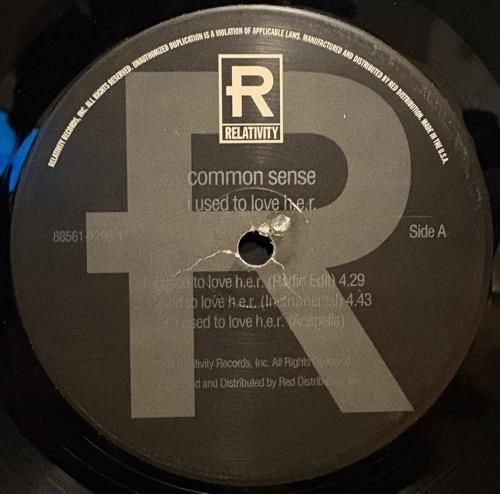 RELATIVITY RECORDS, INC. ALL RIGHTS RESERVED. UNAUTHORIZED DUPLICATION IS A VIOLATION OF APPLICABLE LAWS. MANUFACTURED AND DISTRIBUTED BY RED DISTRIBUTION. MADE IN THE U.S.A.
R
RELATIVITY
common sense
i used to love h.e.r.
Side A
used to love h.e.r. (Radio Edit) 4.29
used to love h.e.r. (Instrumental) 4.43
i used to love h.e.r. (Acapella)
Relativity Records, Inc. All Rights Reserved.
and Distributed by Red Distribution, Inc.
R